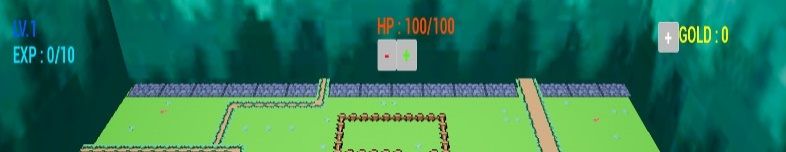 LV.1
EXP : 0/10
HP : 100/100
- +
+ GOLD : 0